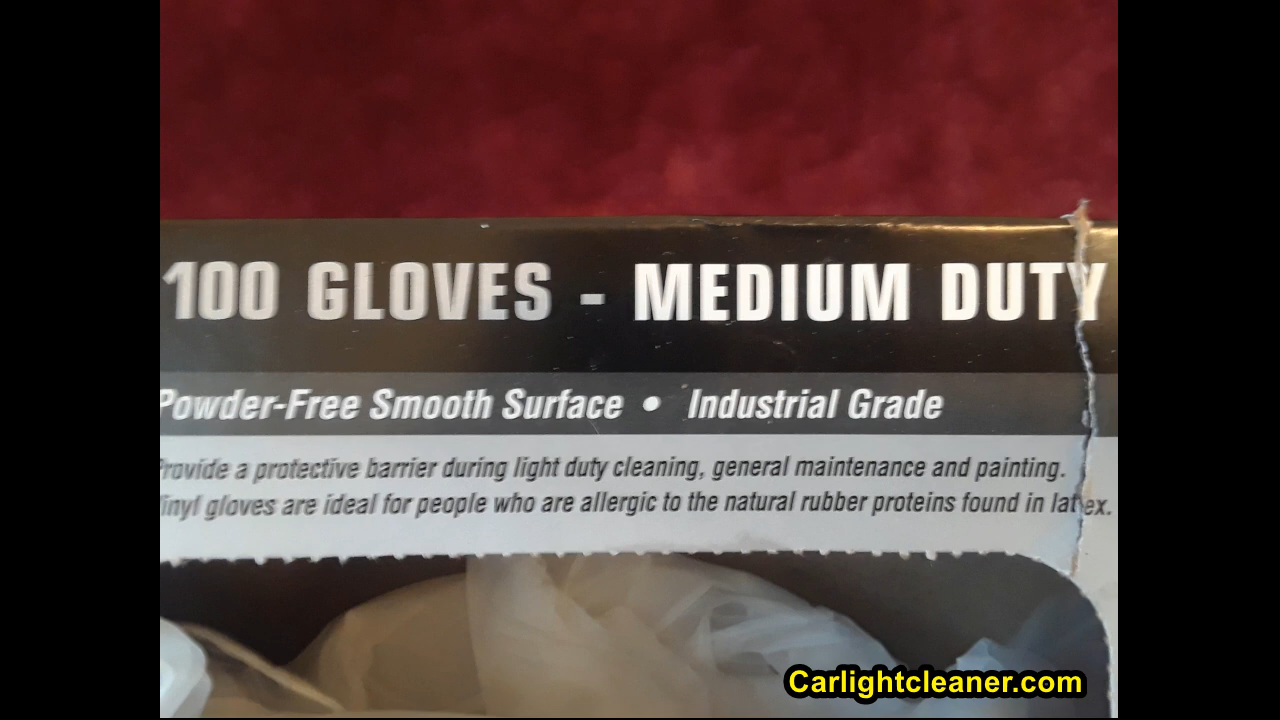 100 GLOVES - MEDIUM DUTY
Powder-Free Smooth Surface • Industrial Grade
Provide a protective barrier during light duty cleaning, general maintenance and painting.
Vinyl gloves are ideal for people who are allergic to the natural rubber proteins found in latex.
Carlightcleaner.com